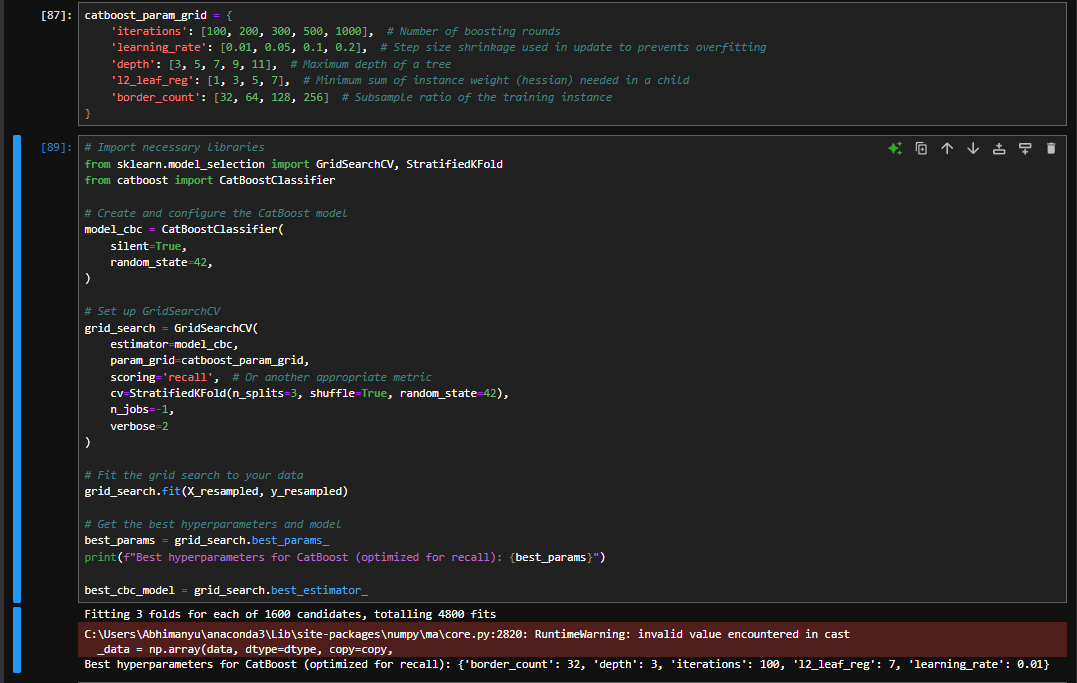 [87]: catboost_param_grid = {
    'iterations': [100, 200, 300, 500, 1000],  # Number of boosting rounds
    'learning_rate': [0.01, 0.05, 0.1, 0.2],  # Step size shrinkage used in update to prevents overfitting
    'depth': [3, 5, 7, 9, 11],  # Maximum depth of a tree
    'l2_leaf_reg': [1, 3, 5, 7],  # Minimum sum of instance weight (hessian) needed in a child
    'border_count': [32, 64, 128, 256]  # Subsample ratio of the training instance
}
[89]: # Import necessary libraries
from sklearn.model_selection import GridSearchCV, StratifiedKFold
from catboost import CatBoostClassifier
# Create and configure the CatBoost model
model_cbc = CatBoostClassifier(
    silent=True,
    random_state=42,
)
# Set up GridSearchCV
grid_search = GridSearchCV(
    estimator=model_cbc,
    param_grid=catboost_param_grid,
    scoring='recall',  # Or another appropriate metric
    cv=StratifiedKFold(n_splits=3, shuffle=True, random_state=42),
    n_jobs=-1,
    verbose=2
)
# Fit the grid search to your data
grid_search.fit(X_resampled, y_resampled)
# Get the best hyperparameters and model
best_params = grid_search.best_params_
print(f"Best hyperparameters for CatBoost (optimized for recall): {best_params}")
best_cbc_model = grid_search.best_estimator_
Fitting 3 folds for each of 1600 candidates, totalling 4800 fits
C:\Users\Abhimanyu\anaconda3\Lib\site-packages\numpy\ma\core.py:2820: RuntimeWarning: invalid value encountered in cast
  _data = np.array(data, dtype=dtype, copy=copy,
Best hyperparameters for CatBoost (optimized for recall): {'border_count': 32, 'depth': 3, 'iterations': 100, 'l2_leaf_reg': 7, 'learning_rate': 0.01}